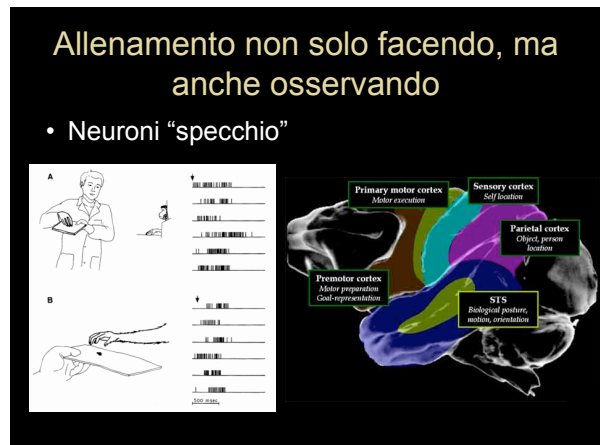 Allenamento non solo facendo, ma
anche osservando
• Neuroni “specchio”
A
B
500 msec
Primary motor cortex
Motor execution
Sensory cortex
Self location
Parietal cortex
Object, person
location
Premotor cortex
Motor preparation
Goal-representation
STS
Biological posture,
motion, orientation